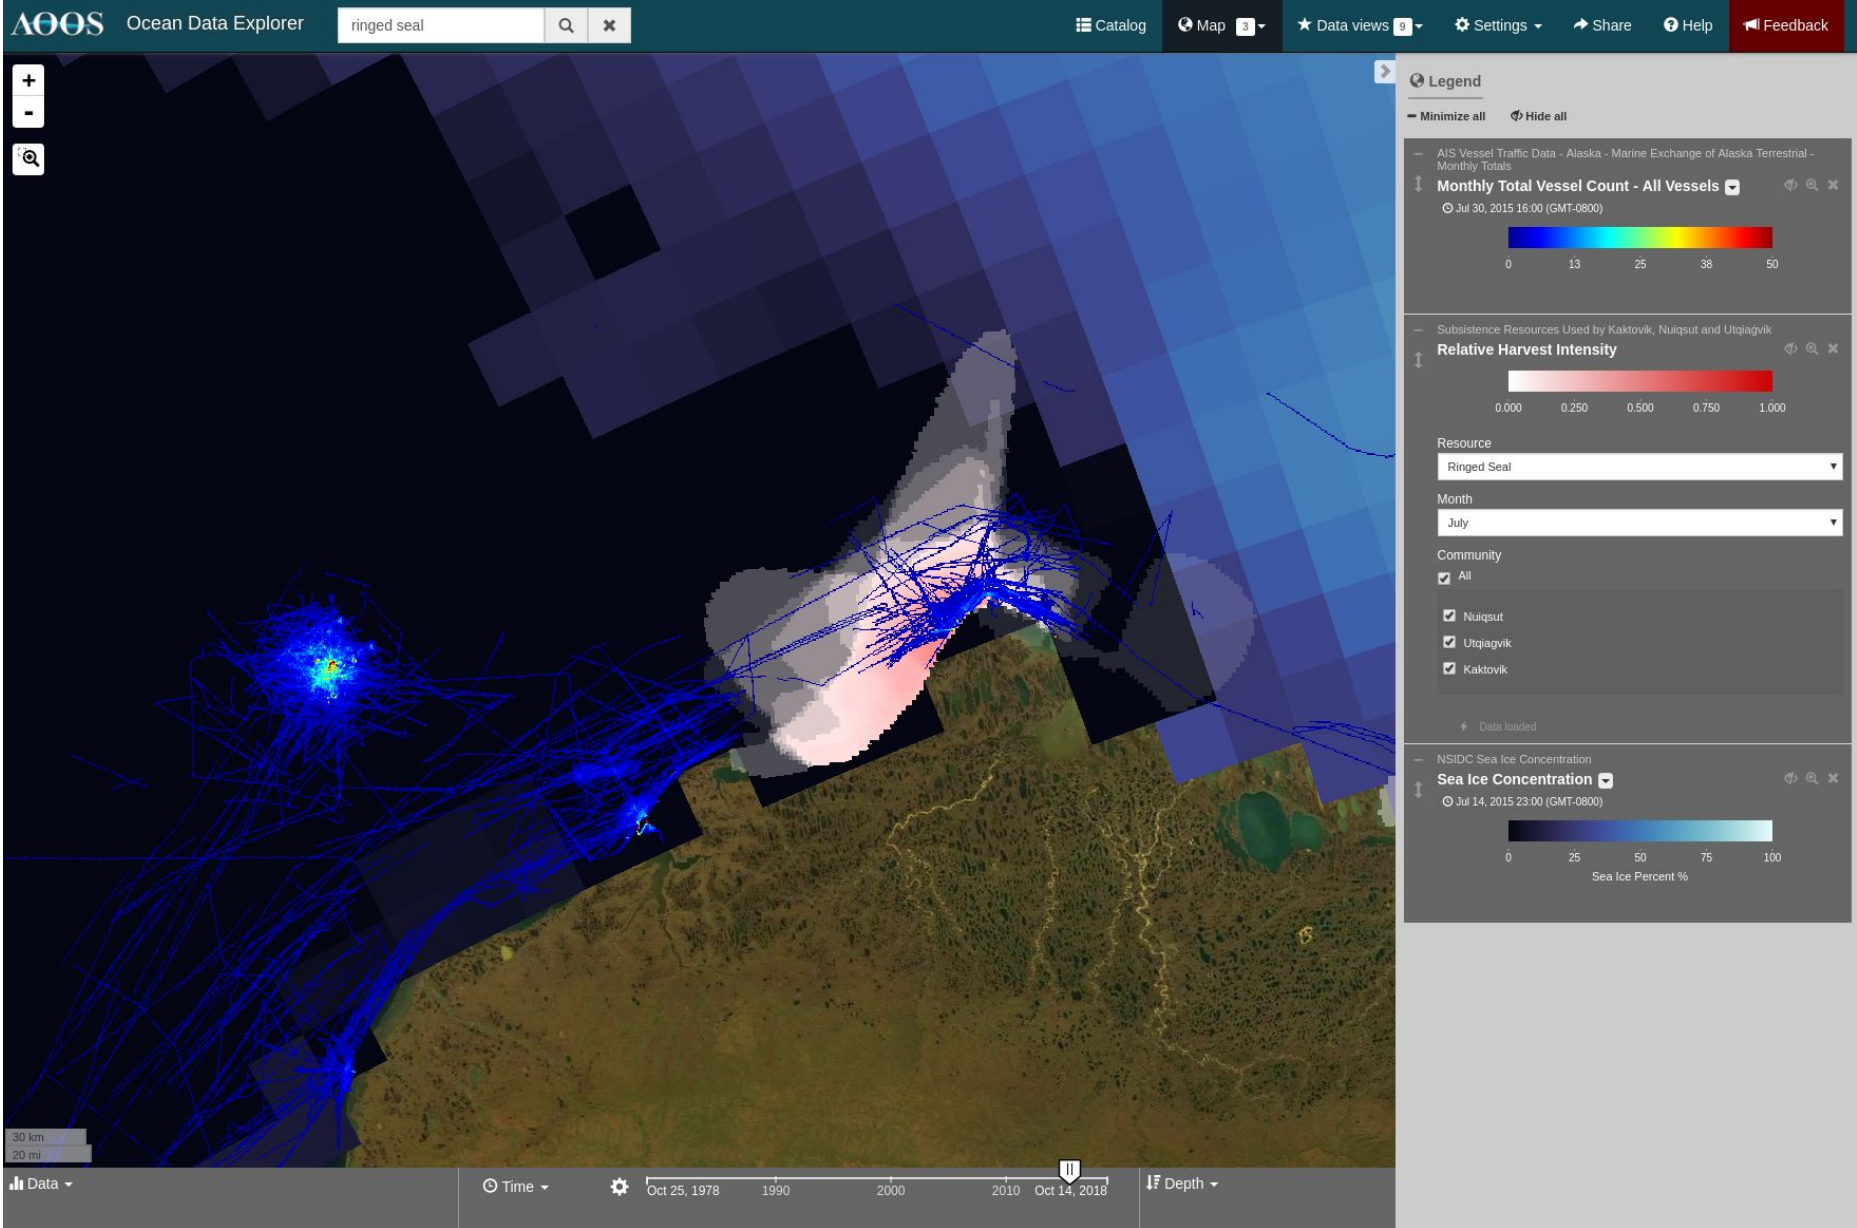 AOOS Ocean Data Explorer ringed seal Catalog Map 3 Data views 9 Settings Share Help Feedback
+
-
Legend
Minimize all Hide all
AIS Vessel Traffic Data - Alaska - Marine Exchange of Alaska Terrestrial -
Monthly Totals
Monthly Total Vessel Count - All Vessels
Jul 30, 2015 16:00 (GMT-0800)
0 13 25 38 50
Subsistence Resources Used by Kaktovik, Nuiqsut and Utqiaġvik
Relative Harvest Intensity
0.000 0.250 0.500 0.750 1.000
Resource
Ringed Seal
Month
July
Community
All
Nuiqsut
Utqiagvik
Kaktovik
Data loaded
NSIDC Sea Ice Concentration
Sea Ice Concentration
Jul 14, 2015 23:00 (GMT-0800)
0 25 50 75 100
Sea Ice Percent %
30 km
20 mi
Data Time Oct 25, 1978 1990 2000 2010 Oct 14, 2018 Depth